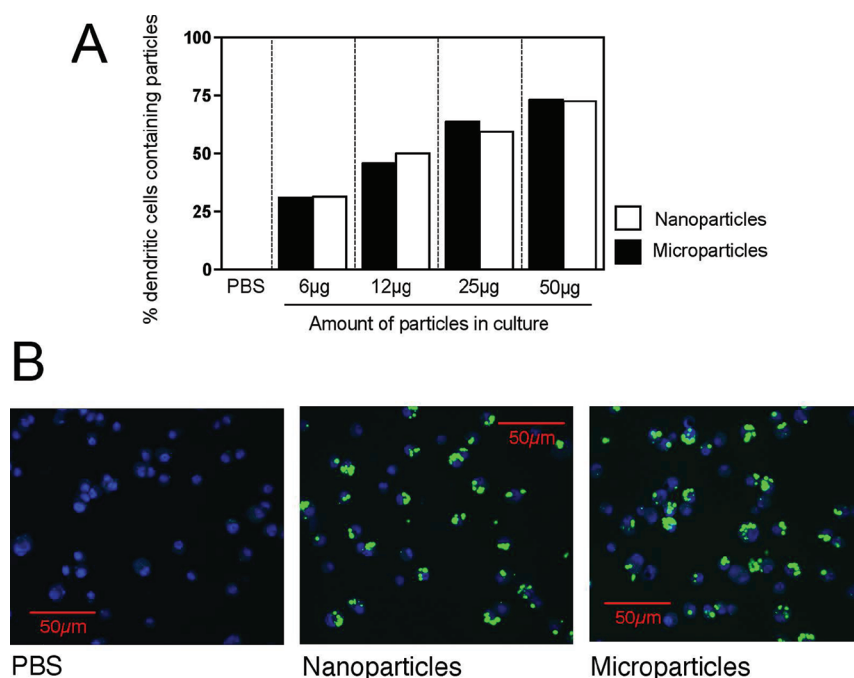 A
% dendritic cells containing particles
100
75
50
25
0
PBS 6µg 12µg 25µg 50µg
Amount of particles in culture
Nanoparticles
Microparticles
B
50µm
50µm
50µm
PBS Nanoparticles Microparticles